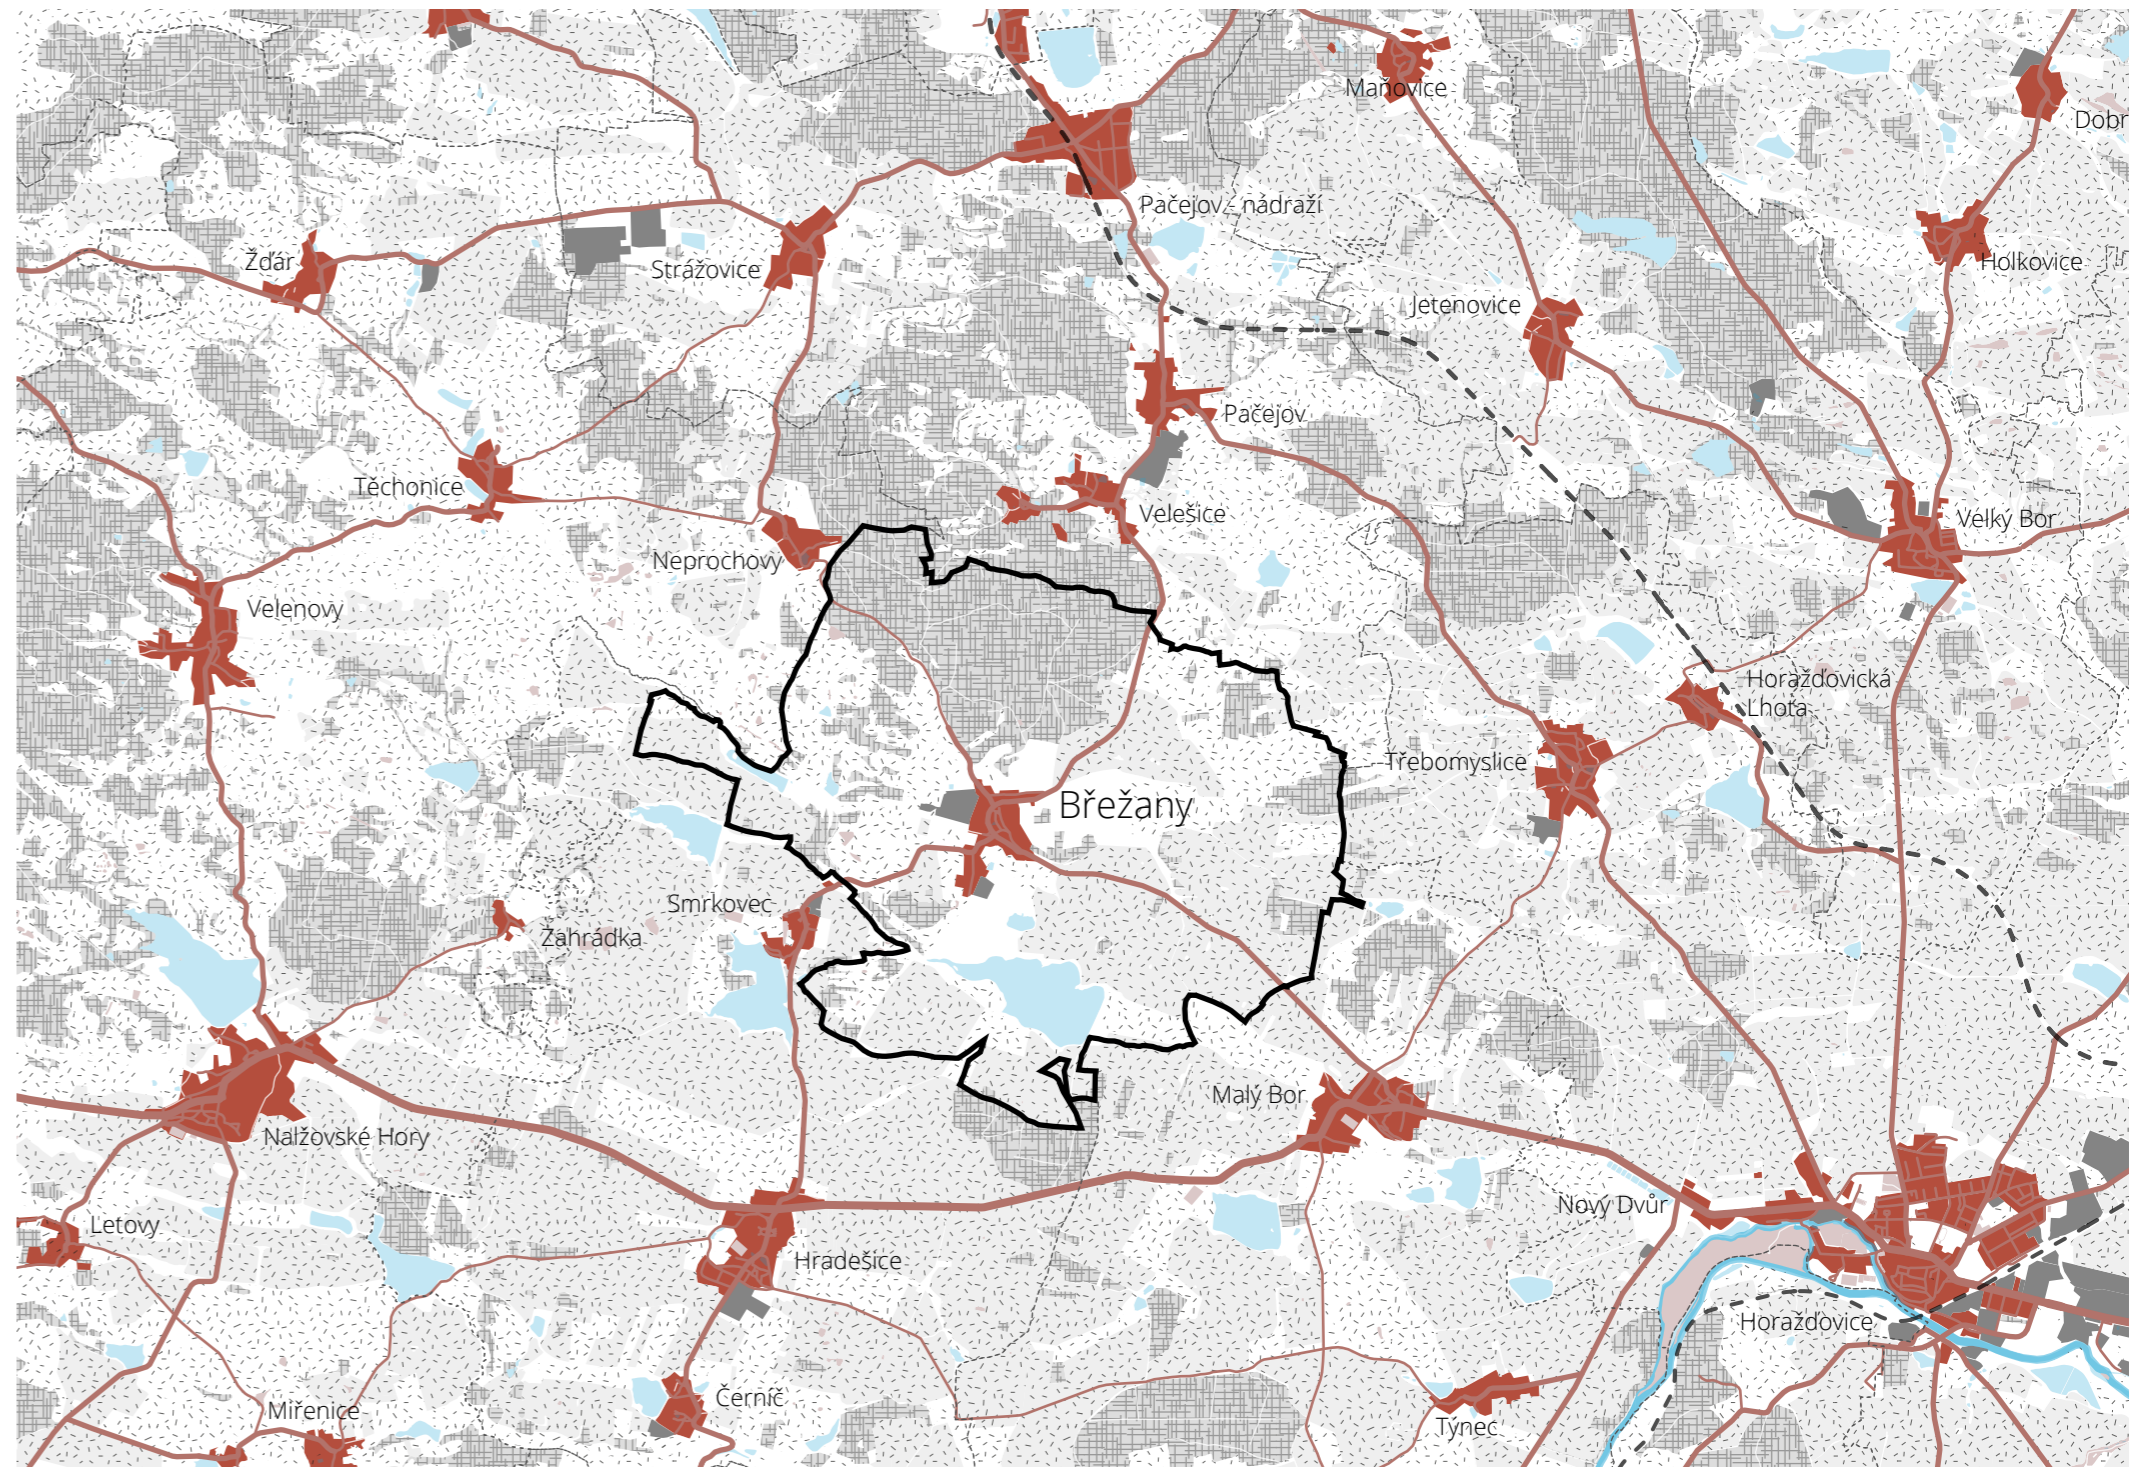 Maňovice
Dobr
Pačejov - nádraží
Žďár
Strážovice
Holkovice
Jetenovice
Pačejov
Těchonice
Velešice
Velký Bor
Neprochovy
Velenovy
Horažďovická
Lhota
Třebomyslice
Břežany
Smrkovec
Zahrádka
Malý Bor
Nalžovské Hory
Nový Dvůr
Letovy
Hradešice
Horažďovice
Černíč
Miřenice
Týnec